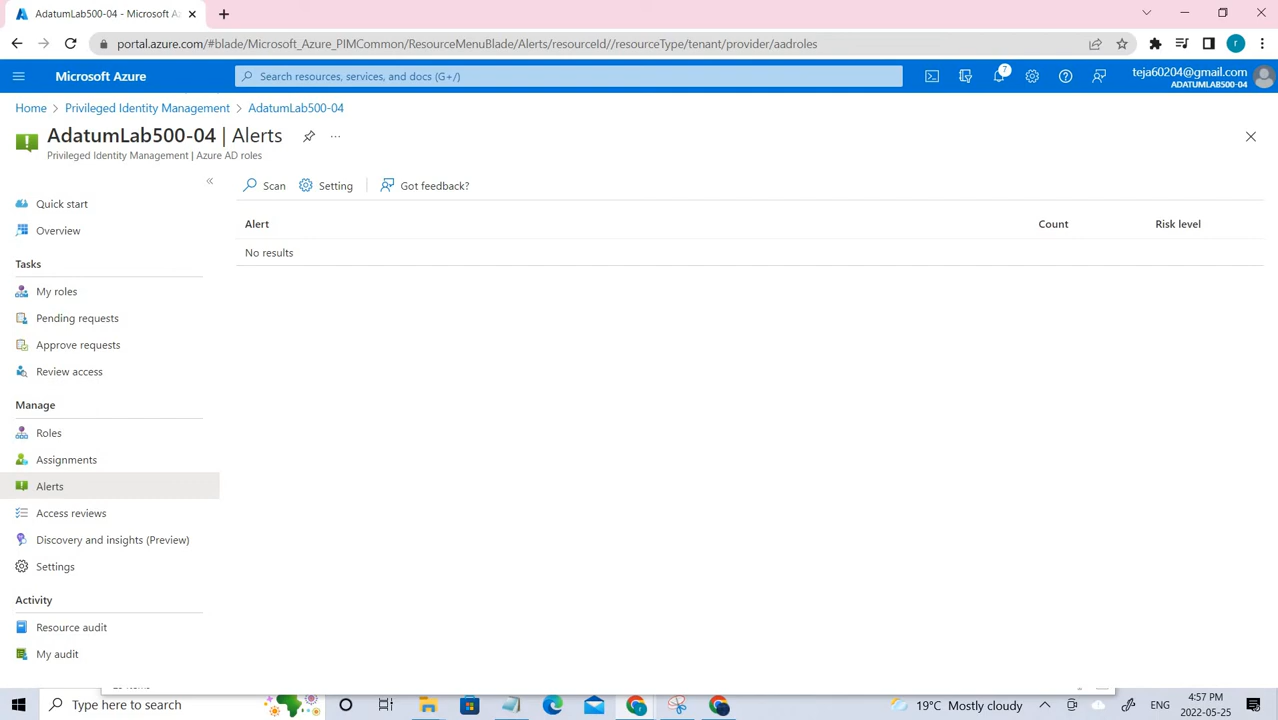 AdatumLab500-04 - Microsoft A
portal.azure.com/#blade/Microsoft_Azure_PIMCommon/ResourceMenuBlade/Alerts/resourceId//resourceType/tenant/provider/aadroles
r
Microsoft Azure
Search resources, services, and docs (G+/)
7
teja60204@gmail.com
ADATUMLAB500-04
Home > Privileged Identity Management > AdatumLab500-04
AdatumLab500-04 | Alerts
Privileged Identity Management | Azure AD roles
Scan
Setting
Got feedback?
Alert
Count
Risk level
No results
Quick start
Overview
Tasks
My roles
Pending requests
Approve requests
Review access
Manage
Roles
Assignments
Alerts
Access reviews
Discovery and insights (Preview)
Settings
Activity
Resource audit
My audit
Type here to search
19°C Mostly cloudy
ENG
4:57 PM
2022-05-25